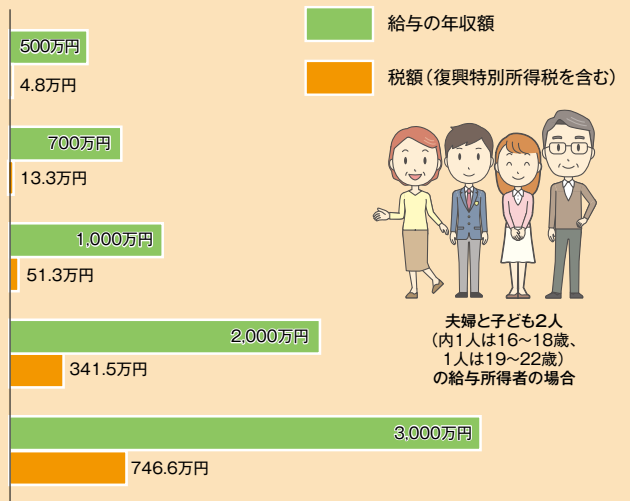 給与の年収額
税額（復興特別所得税を含む）
500万円
4.8万円
700万円
13.3万円
1,000万円
51.3万円
2,000万円
341.5万円
3,000万円
746.6万円
夫婦と子ども2人
（内1人は16〜18歳、
1人は19〜22歳）
の給与所得者の場合